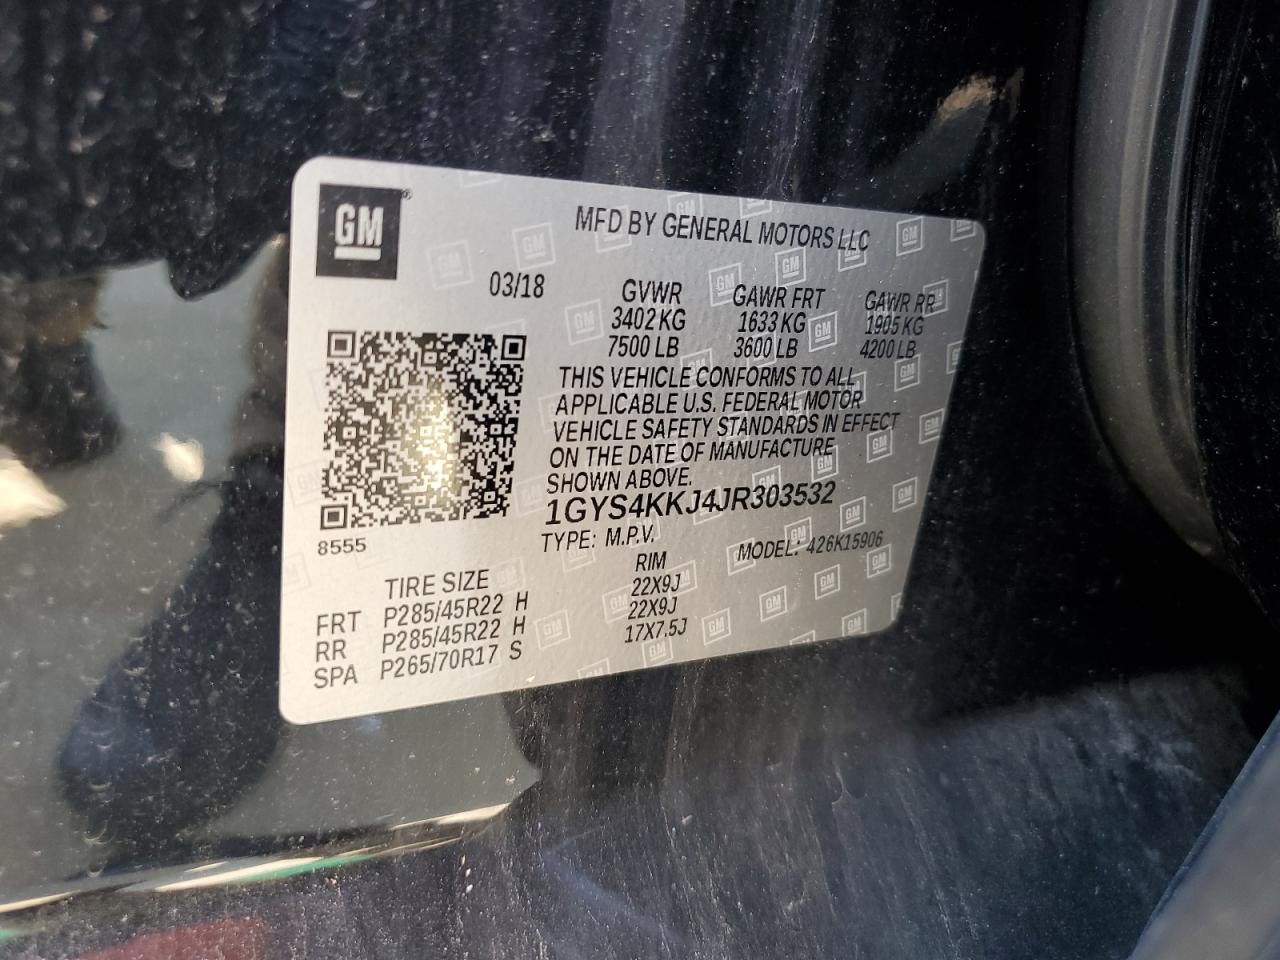 GM
MFD BY GENERAL MOTORS LLC
03/18
GVWR GAWR FRT GAWR RR
3402 KG 1633 KG 1905 KG
7500 LB 3600 LB 4200 LB
THIS VEHICLE CONFORMS TO ALL
APPLICABLE U.S. FEDERAL MOTOR
VEHICLE SAFETY STANDARDS IN EFFECT
ON THE DATE OF MANUFACTURE
SHOWN ABOVE.
1GYS4KKJ4JR303532
TYPE: M.P.V. MODEL: 426K15906
8555
TIRE SIZE RIM
FRT P285/45R22 H 22X9J
RR P285/45R22 H 22X9J
SPA P265/70R17 S 17X7.5J